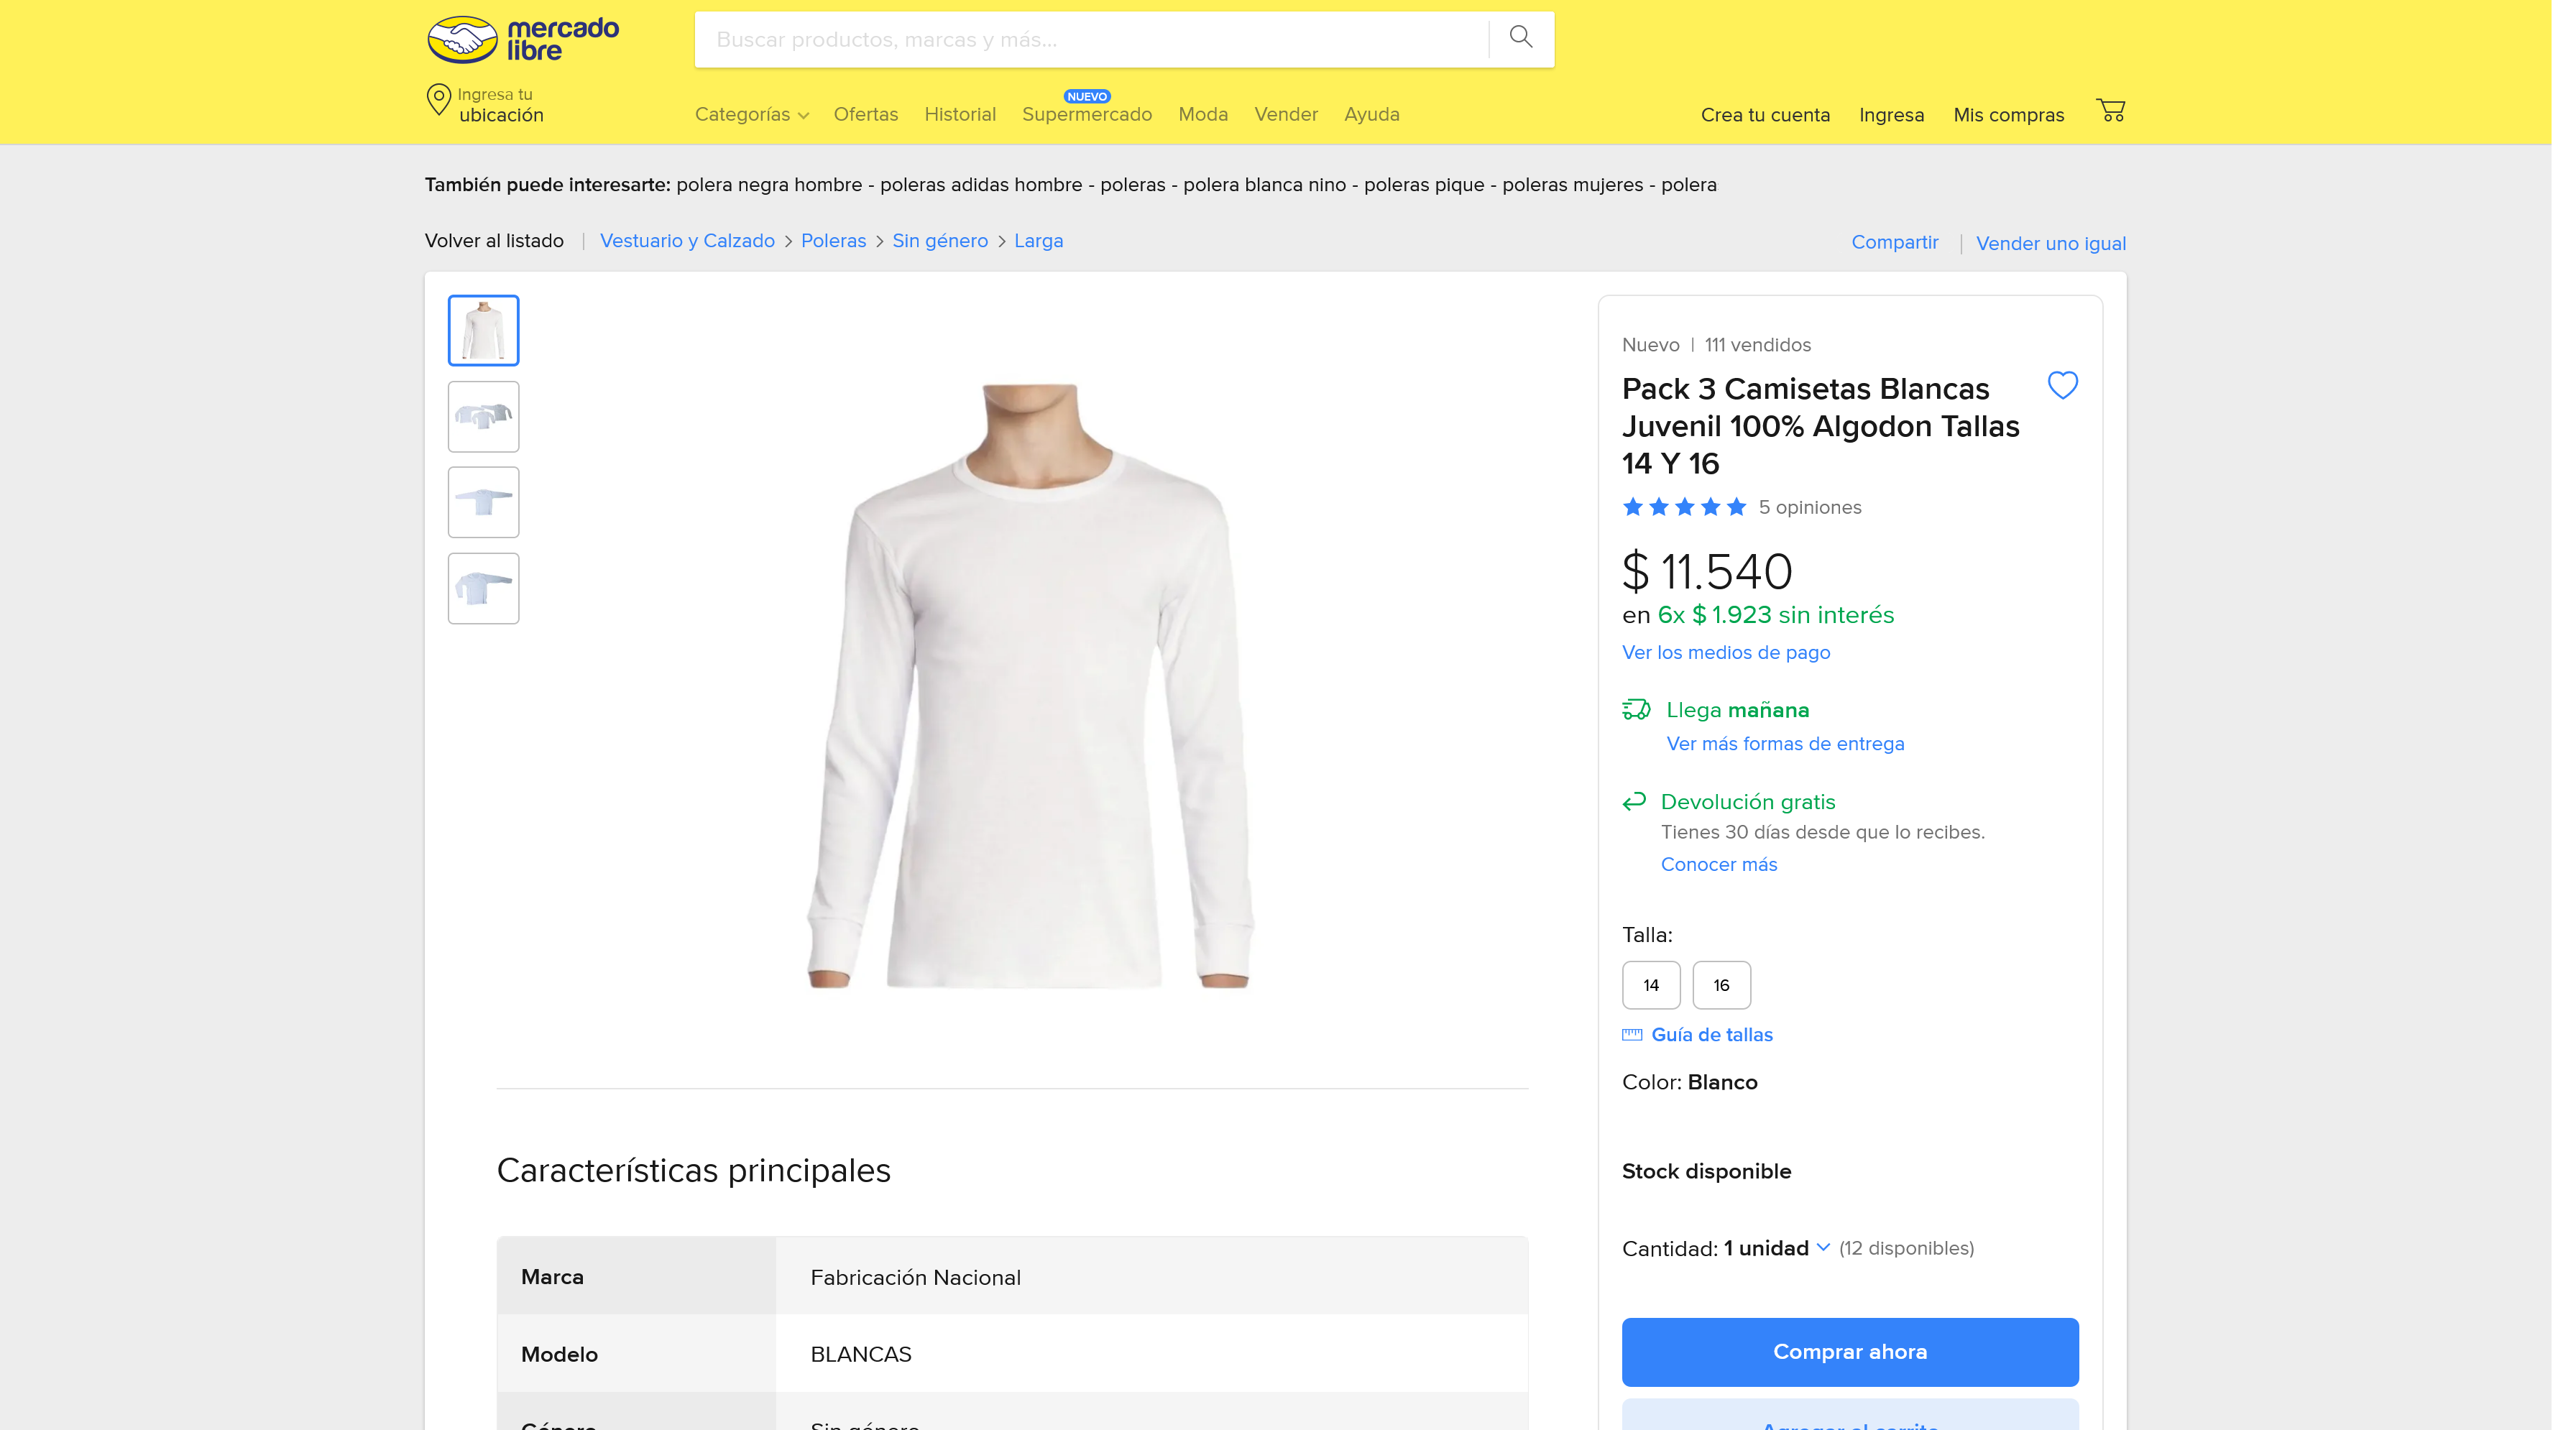 mercado
libre
Buscar productos, marcas y más...
Ingresa tu
ubicación
Categorías
Ofertas
Historial
NUEVO
Supermercado
Moda
Vender
Ayuda
Crea tu cuenta
Ingresa
Mis compras
También puede interesarte: polera negra hombre - poleras adidas hombre - poleras - polera blanca nino - poleras pique - poleras mujeres - polera
Volver al listado | Vestuario y Calzado > Poleras > Sin género > Larga
Compartir | Vender uno igual
Nuevo | 111 vendidos
Pack 3 Camisetas Blancas
Juvenil 100% Algodon Tallas
14 Y 16
5 opiniones
$ 11.540
en 6x $ 1.923 sin interés
Ver los medios de pago
Llega mañana
Ver más formas de entrega
Devolución gratis
Tienes 30 días desde que lo recibes.
Conocer más
Talla:
14
16
Guía de tallas
Color: Blanco
Stock disponible
Cantidad: 1 unidad (12 disponibles)
Comprar ahora
Agregar al carrito
Características principales
Marca Fabricación Nacional
Modelo BLANCAS
Género Sin género